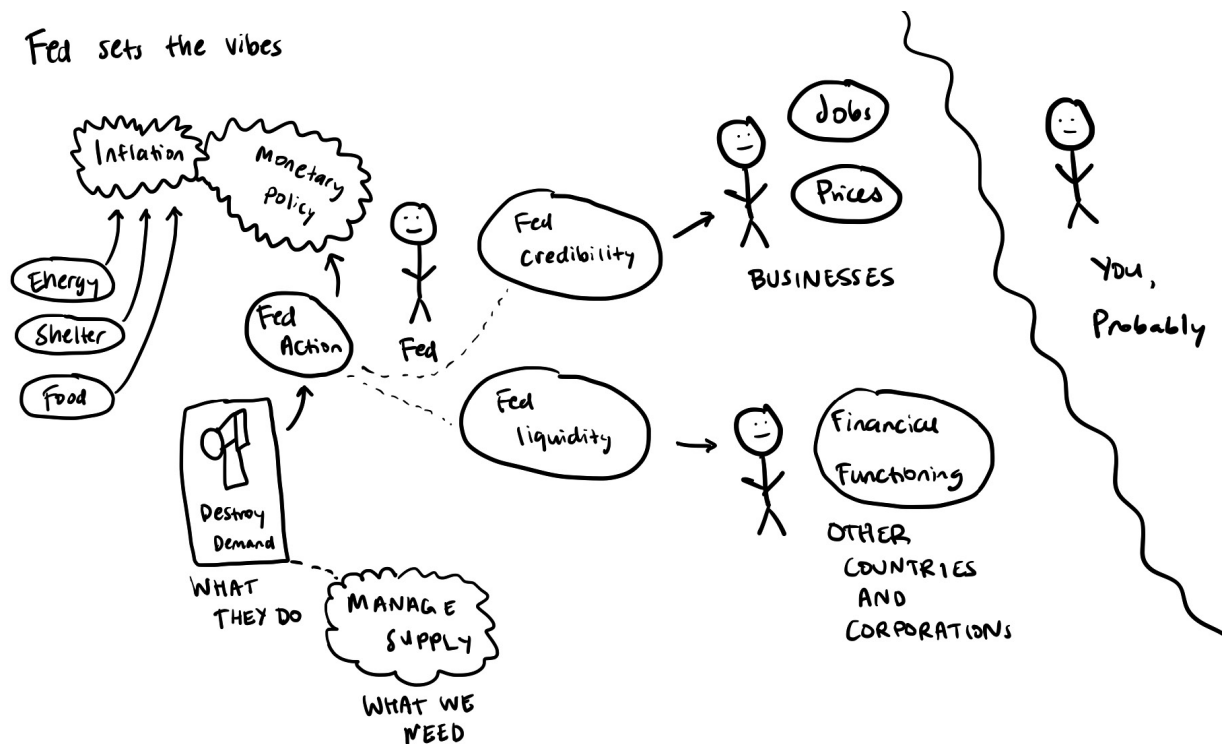 Fed sets the vibes
Inflation
Monetary
Policy
Energy
Shelter
Food
Fed
Action
Fed
Destroy
Demand
WHAT
THEY DO
MANAGE
SUPPLY
WHAT WE
NEED
Fed
credibility
Fed
liquidity
Jobs
Prices
BUSINESSES
Financial
Functioning
OTHER
COUNTRIES
AND
CORPORATIONS
YOU,
Probably